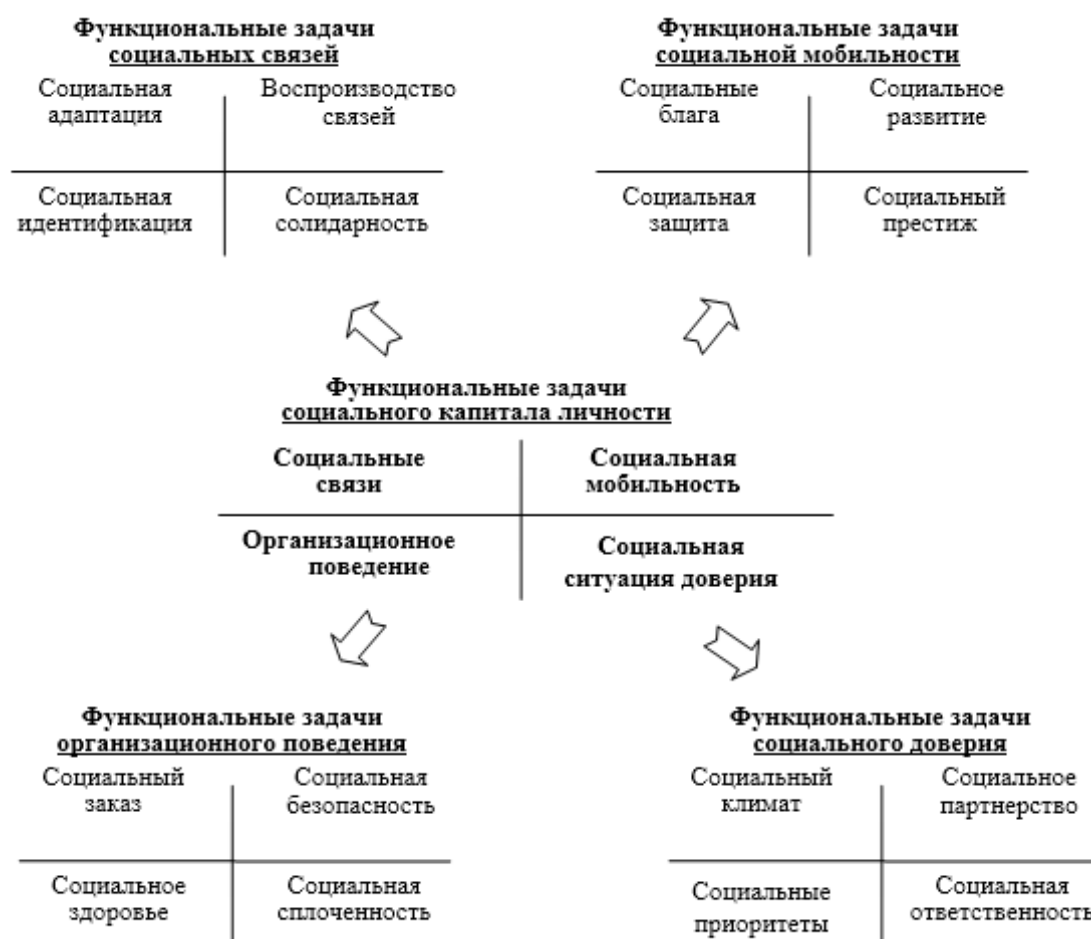 Функциональные задачи
социальных связей
Социальная
адаптация
Воспроизводство
связей
Социальная
идентификация
Социальная
солидарность
Функциональные задачи
социальной мобильности
Социальные
блага
Социальное
развитие
Социальная
защита
Социальный
престиж
Функциональные задачи
социального капитала личности
Социальные
связи
Социальная
мобильность
Организационное
поведение
Социальная
ситуация доверия
Функциональные задачи
организационного поведения
Социальный
заказ
Социальная
безопасность
Социальное
здоровье
Социальная
сплоченность
Функциональные задачи
социального доверия
Социальный
климат
Социальное
партнерство
Социальные
приоритеты
Социальная
ответственность